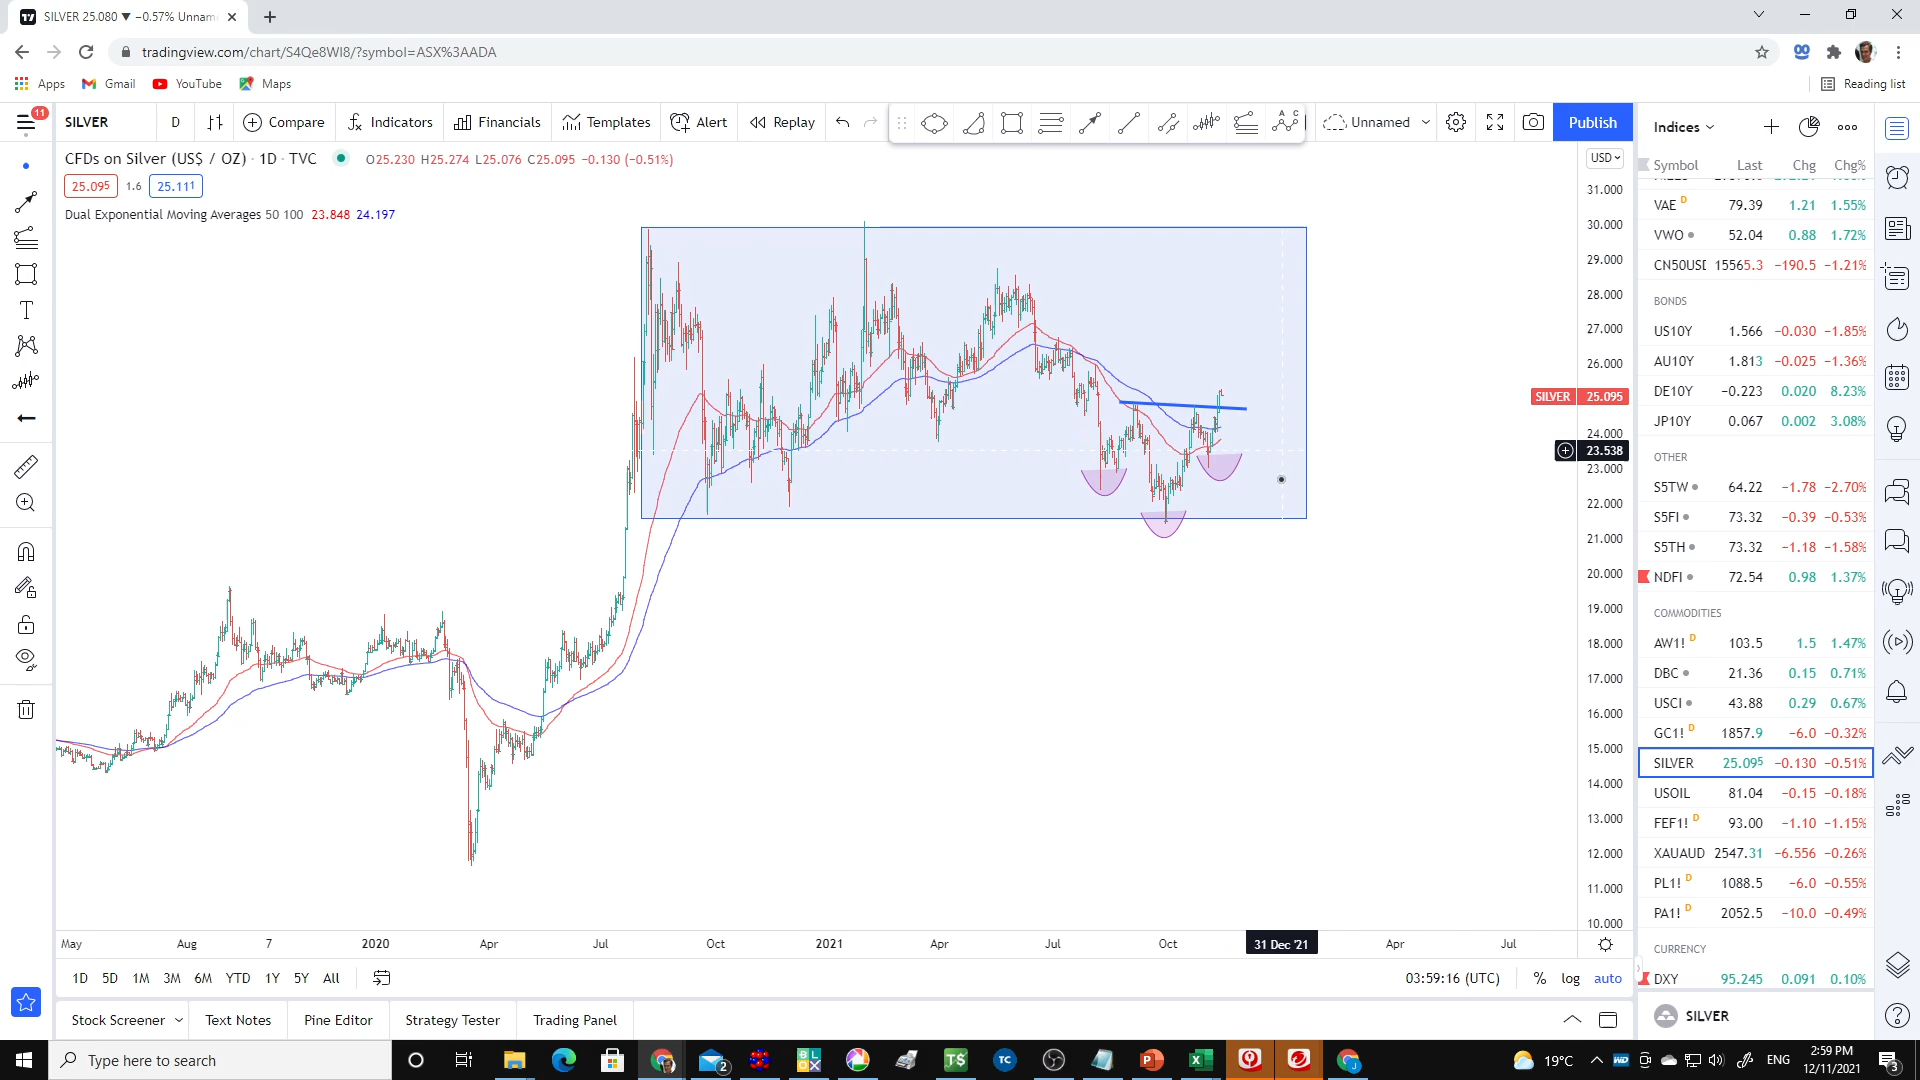 SILVER 25.080 ▼ −0.57% Unnam
tradingview.com/chart/S4Qe8WI8/?symbol=ASX%3AADA
Apps Gmail YouTube Maps Reading list
11
SILVER D Compare Indicators Financials Templates Alert Replay A C Unnamed Publish
CFDs on Silver (US$ / OZ) · 1D · TVC O25.230 H25.274 L25.076 C25.095 −0.130 (−0.51%)
25.095 1.6 25.111
Dual Exponential Moving Averages 50 100 23.848 24.197
USD
31.000
30.000
29.000
28.000
27.000
26.000
SILVER 25.095
24.000
23.538
23.000
22.000
21.000
20.000
19.000
18.000
17.000
16.000
15.000
14.000
13.000
12.000
11.000
10.000
May Aug 7 2020 Apr Jul Oct 2021 Apr Jul Oct 31 Dec '21 Apr Jul
1D 5D 1M 3M 6M YTD 1Y 5Y All 03:59:16 (UTC) % log auto
Stock Screener Text Notes Pine Editor Strategy Tester Trading Panel
Indices
Symbol Last Chg Chg%
VAE D 79.39 1.21 1.55%
VWO 52.04 0.88 1.72%
CN50USD 15565.3 −190.5 −1.21%
BONDS
US10Y 1.566 −0.030 −1.85%
AU10Y 1.813 −0.025 −1.36%
DE10Y −0.223 0.020 8.23%
JP10Y 0.067 0.002 3.08%
OTHER
S5TW 64.22 −1.78 −2.70%
S5FI 73.32 −0.39 −0.53%
S5TH 73.32 −1.18 −1.58%
NDFI 72.54 0.98 1.37%
COMMODITIES
AW1! D 103.5 1.5 1.47%
DBC 21.36 0.15 0.71%
USCI 43.88 0.29 0.67%
GC1! D 1857.9 −6.0 −0.32%
SILVER 25.095 −0.130 −0.51%
USOIL 81.04 −0.15 −0.18%
FEF1! D 93.00 −1.10 −1.15%
XAUAUD 2547.31 −6.556 −0.26%
PL1! D 1088.5 −6.0 −0.55%
PA1! D 2052.5 −10.0 −0.49%
CURRENCY
DXY 95.245 0.091 0.10%
SILVER
Type here to search
2
19°C ENG 2:59 PM
12/11/2021
3